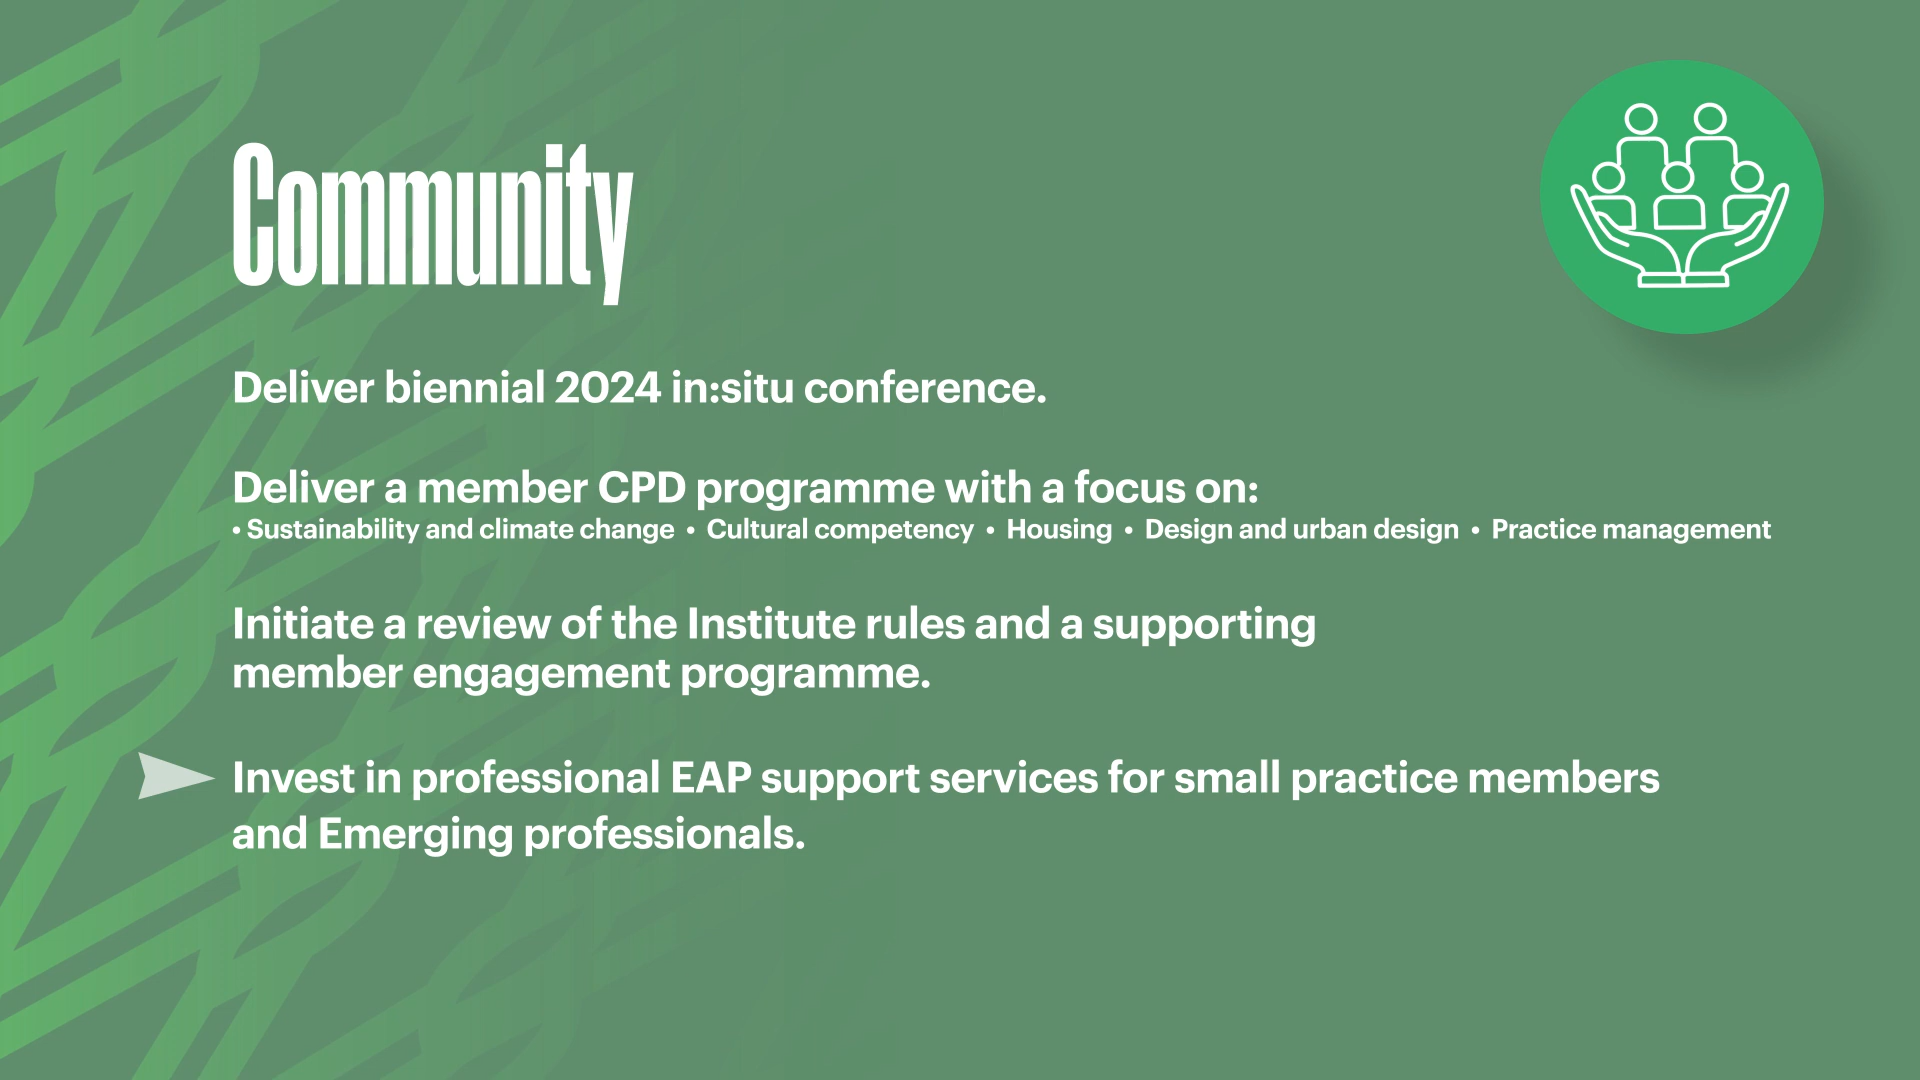 Community
Deliver biennial 2024 in:situ conference.
Deliver a member CPD programme with a focus on:
• Sustainability and climate change • Cultural competency • Housing • Design and urban design • Practice management
Initiate a review of the Institute rules and a supporting
member engagement programme.
Invest in professional EAP support services for small practice members
and Emerging professionals.